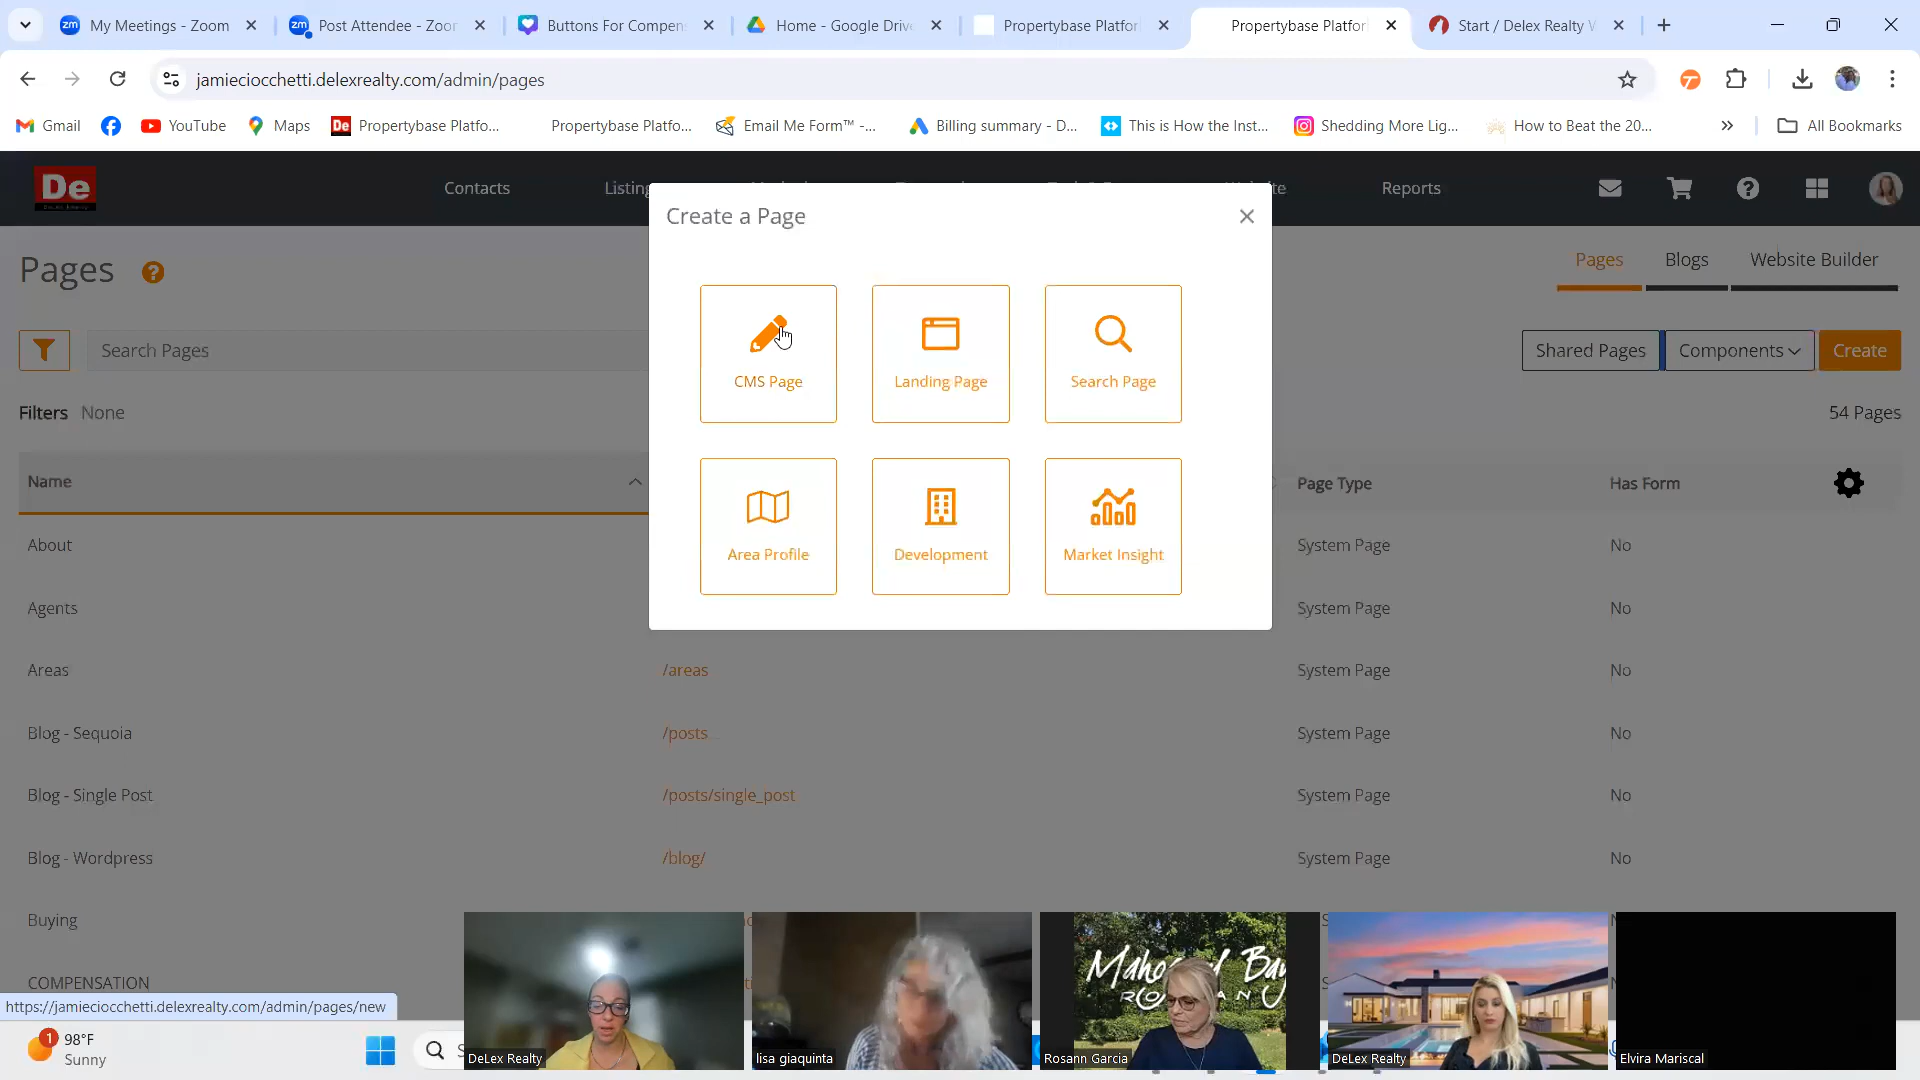 My Meetings - Zoom
Post Attendee - Zoo
Buttons For Compen
Home - Google Drive
Propertybase Platfor
Propertybase Platfor
Start / Delex Realty
jamieciocchetti.delexrealty.com/admin/pages
Gmail
YouTube
Maps
De
Propertybase Platfo...
Propertybase Platfo...
Email Me Form™ -...
Billing summary - D...
This is How the Inst...
Shedding More Lig...
How to Beat the 20...
All Bookmarks
De
Contacts
Listing
Reports
Create a Page
Pages
Pages
Blogs
Website Builder
Search Pages
Shared Pages
Components
Create
CMS Page
Landing Page
Search Page
Filters None
54 Pages
Name
Page Type
Has Form
Area Profile
Development
Market Insight
About
System Page
No
Agents
System Page
No
Areas
/areas
System Page
No
Blog - Sequoia
/posts
System Page
No
Blog - Single Post
/posts/single_post
System Page
No
Blog - Wordpress
/blog/
System Page
No
Buying
COMPENSATION
https://jamieciocchetti.delexrealty.com/admin/pages/new
1
98°F
Sunny
DeLex Realty
lisa giaquinta
Rosann Garcia
DeLex Realty
Elvira Mariscal